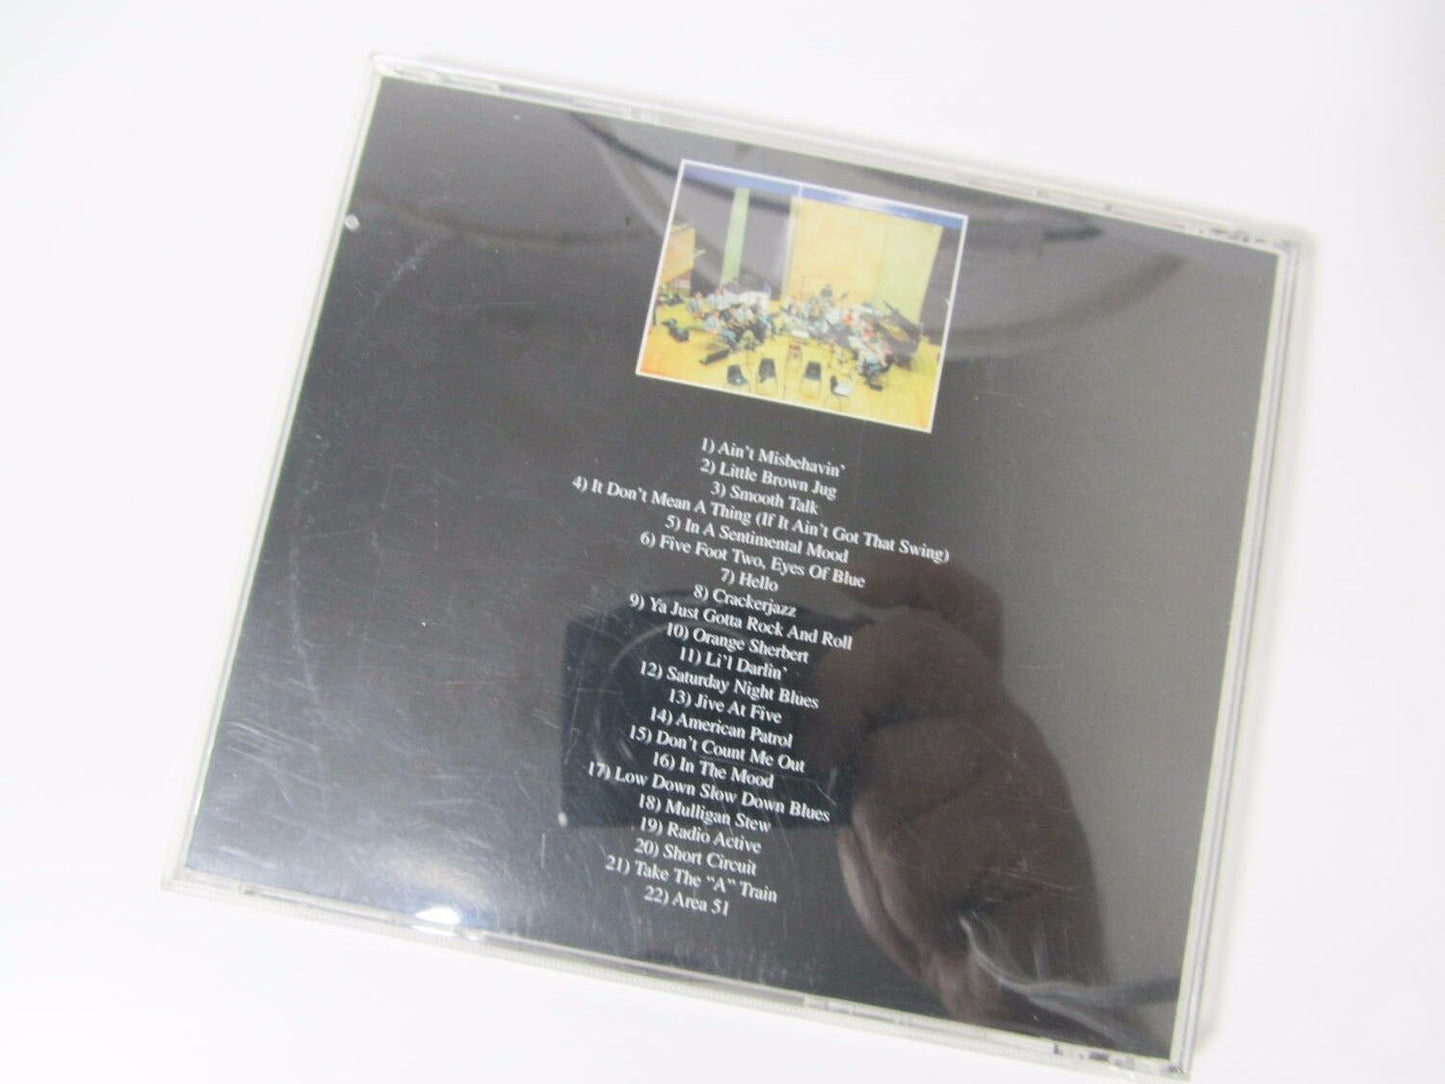 1) Ain't Misbehavin'
2) Little Brown Jug
3) Smooth Talk
4) It Don't Mean A Thing (If It Ain't Got That Swing)
5) In A Sentimental Mood
6) Five Foot Two, Eyes Of Blue
7) Hello
8) Crackerjazz
9) Ya Just Gotta Rock And Roll
10) Orange Sherbert
11) Li'l Darlin'
12) Saturday Night Blues
13) Jive At Five
14) American Patrol
15) Don't Count Me Out
16) In The Mood
17) Low Down Slow Down Blues
18) Mulligan Stew
19) Radio Active
20) Short Circuit
21) Take The "A" Train
22) Area 51